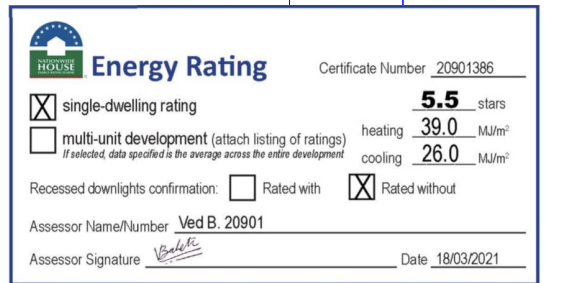 NATIONWIDE
HOUSE
ENERGY RATING SCHEME
Energy Rating
Certificate Number 20901386
X single-dwelling rating
5.5 stars
multi-unit development (attach listing of ratings)
If selected, data specified is the average across the entire development
heating 39.0 MJ/m²
cooling 26.0 MJ/m²
Recessed downlights confirmation: Rated with X Rated without
Assessor Name/Number Ved B. 20901
Assessor Signature
Date 18/03/2021